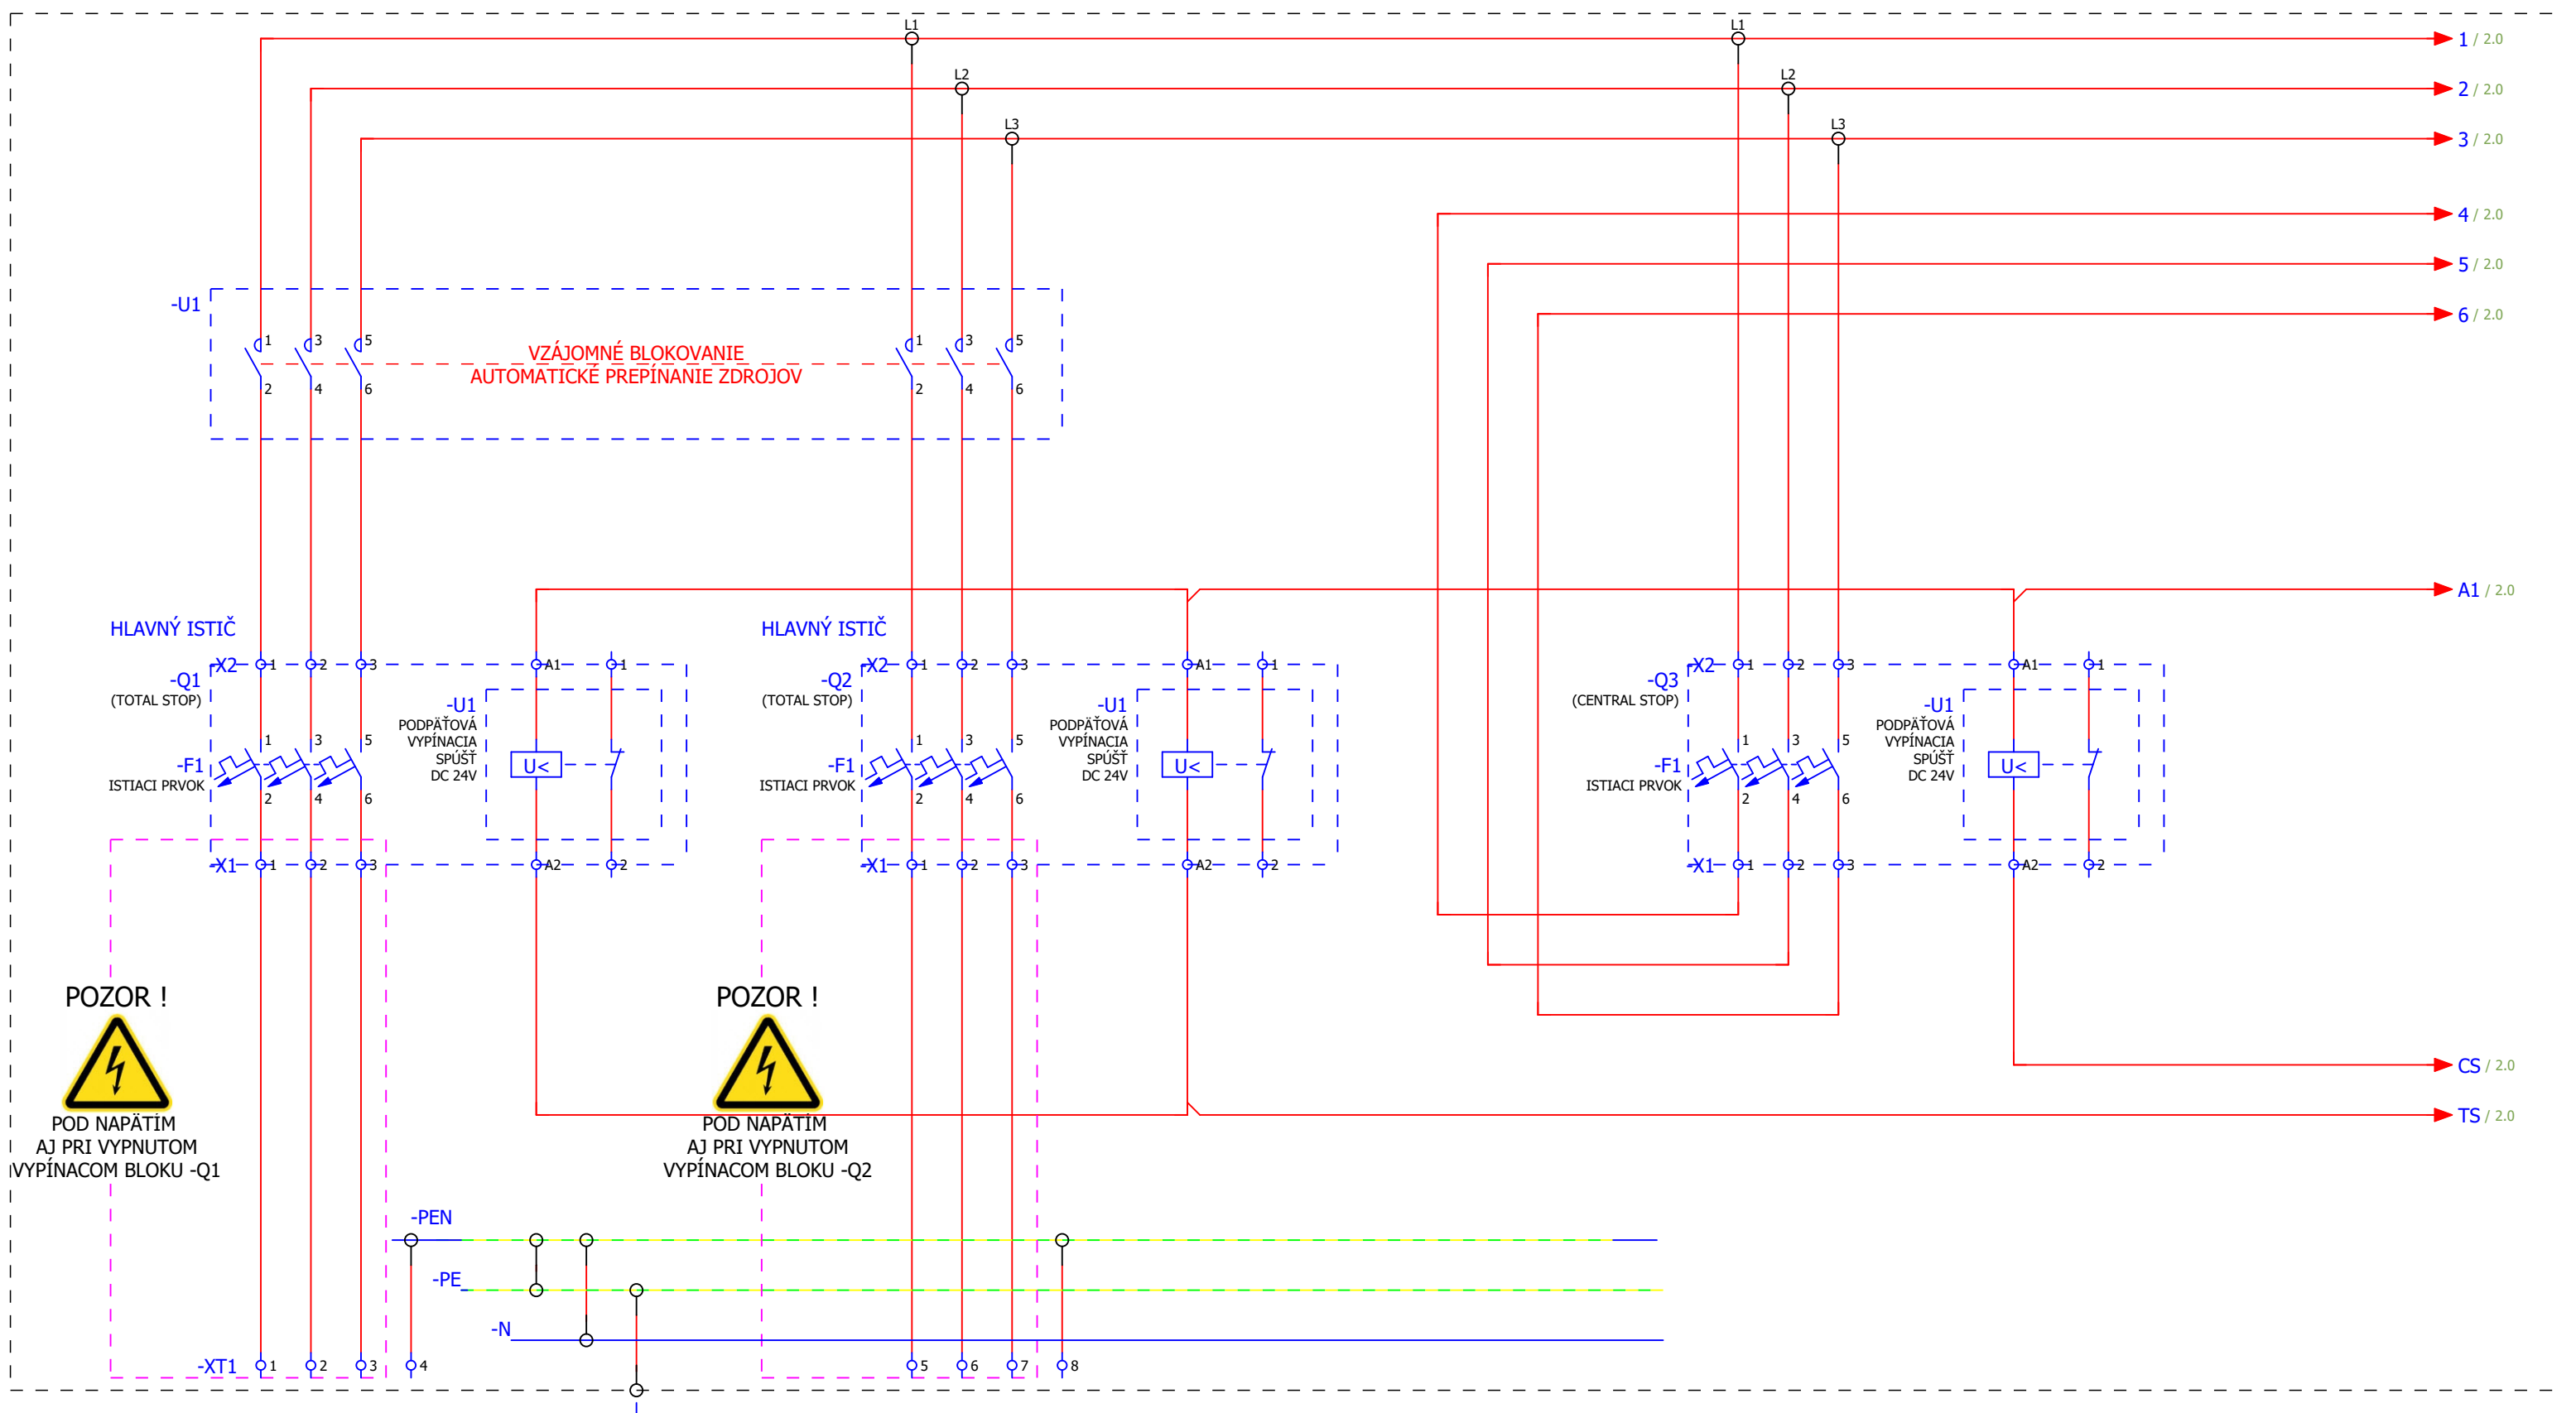 L1
L1
1 / 2.0
L2
L2
2 / 2.0
L3
L3
3 / 2.0
4 / 2.0
5 / 2.0
6 / 2.0
-U1
1
3
5
2
4
6
VZÁJOMNÉ BLOKOVANIE
AUTOMATICKÉ PREPÍNANIE ZDROJOV
1
3
5
2
4
6
A1 / 2.0
HLAVNÝ ISTIČ
-X2
1
2
3
A1
1
-Q1
(TOTAL STOP)
-U1
PODPÄŤOVÁ
VYPÍNACIA
SPÚŠŤ
DC 24V
U<
1
3
5
-F1
ISTIACI PRVOK
2
4
6
-X1
1
2
3
A2
2
HLAVNÝ ISTIČ
-X2
1
2
3
A1
1
-Q2
(TOTAL STOP)
-U1
PODPÄŤOVÁ
VYPÍNACIA
SPÚŠŤ
DC 24V
U<
1
3
5
-F1
ISTIACI PRVOK
2
4
6
-X1
1
2
3
A2
2
-X2
1
2
3
A1
1
-Q3
(CENTRAL STOP)
-U1
PODPÄŤOVÁ
VYPÍNACIA
SPÚŠŤ
DC 24V
U<
1
3
5
-F1
ISTIACI PRVOK
2
4
6
-X1
1
2
3
A2
2
POZOR !
POD NAPÄTÍM
AJ PRI VYPNUTOM
VYPÍNACOM BLOKU -Q1
POZOR !
POD NAPÄTÍM
AJ PRI VYPNUTOM
VYPÍNACOM BLOKU -Q2
CS / 2.0
TS / 2.0
-PEN
-PE
-N
-XT1
1
2
3
4
5
6
7
8